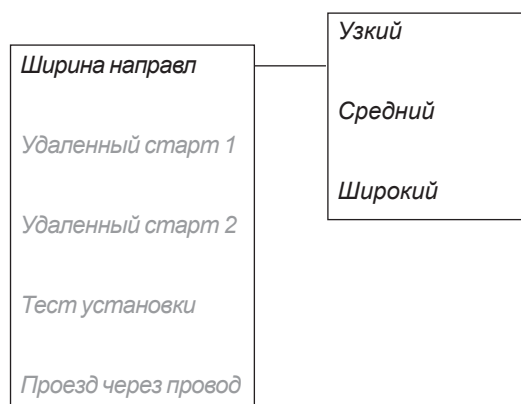 Ширина направл
Удаленный старт 1
Удаленный старт 2
Тест установки
Проезд через провод
Узкий
Средний
Широкий